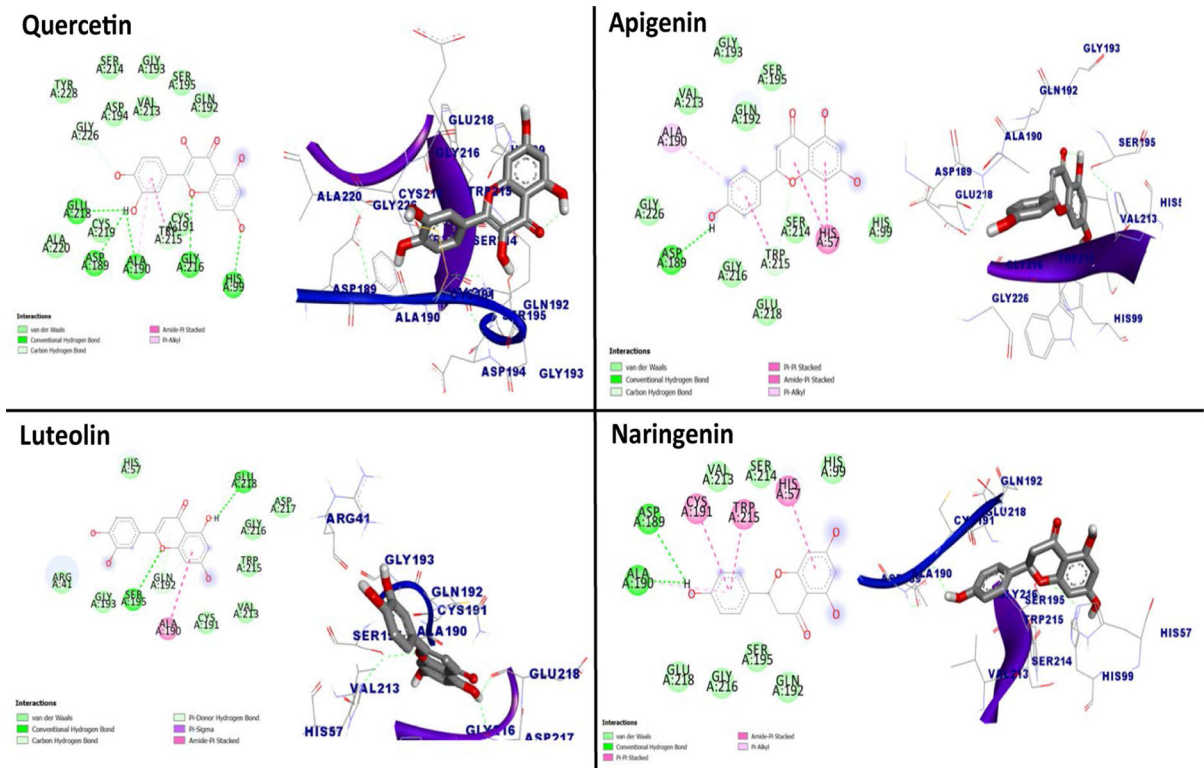 Quercetin
SER
A:214
GLY
A:193
SER
A:195
TYR
A:228
ASP
A:194
VAL
A:213
GLN
A:192
GLY
A:226
GLU
A:218
CYS
A:219
ALA
A:220
ASP
A:189
ALA
A:190
TRP
A:215
CYS
A:191
GLY
A:216
HIS
A:99
H
Interactions
van der Waals
Conventional Hydrogen Bond
Carbon Hydrogen Bond
Amide-Pi Stacked
Pi-Alkyl
GLU218
GLY216
ALA220
GLY226
TRP215
ASP189
ALA190
GLN192
ASP194
GLY193
Apigenin
GLY
A:193
SER
A:195
VAL
A:213
GLN
A:192
ALA
A:190
GLY
A:226
SER
A:214
HIS
A:57
HIS
A:99
ASP
A:189
GLY
A:216
TRP
A:215
GLU
A:218
O
O
O
H
Interactions
van der Waals
Conventional Hydrogen Bond
Carbon Hydrogen Bond
Pi-Pi Stacked
Amide-Pi Stacked
Pi-Alkyl
GLY193
GLN192
ALA190
SER195
ASP189
GLU218
VAL213
GLY226
HIS99
Luteolin
HIS
A:57
GLU
A:218
ASP
A:217
GLY
A:216
TRP
A:215
VAL
A:213
CYS
A:191
ALA
A:190
GLN
A:192
SER
A:195
GLY
A:193
ARG
A:41
H
Interactions
van der Waals
Conventional Hydrogen Bond
Carbon Hydrogen Bond
Pi-Donor Hydrogen Bond
Pi-Sigma
Amide-Pi Stacked
ARG41
GLY193
GLN192
CYS191
ALA190
VAL213
GLU218
HIS57
GLY216
ASP217
Naringenin
VAL
A:213
SER
A:214
HIS
A:57
HIS
A:99
ASP
A:189
CYS
A:191
TRP
A:215
ALA
A:190
GLU
A:218
GLY
A:216
SER
A:195
GLN
A:192
H
O
O
Interactions
van der Waals
Conventional Hydrogen Bond
Pi-Pi Stacked
Amide-Pi Stacked
Pi-Alkyl
GLN192
GLU218
CYS191
ALA190
GLY216
SER195
TRP215
HIS57
SER214
VAL213
HIS99